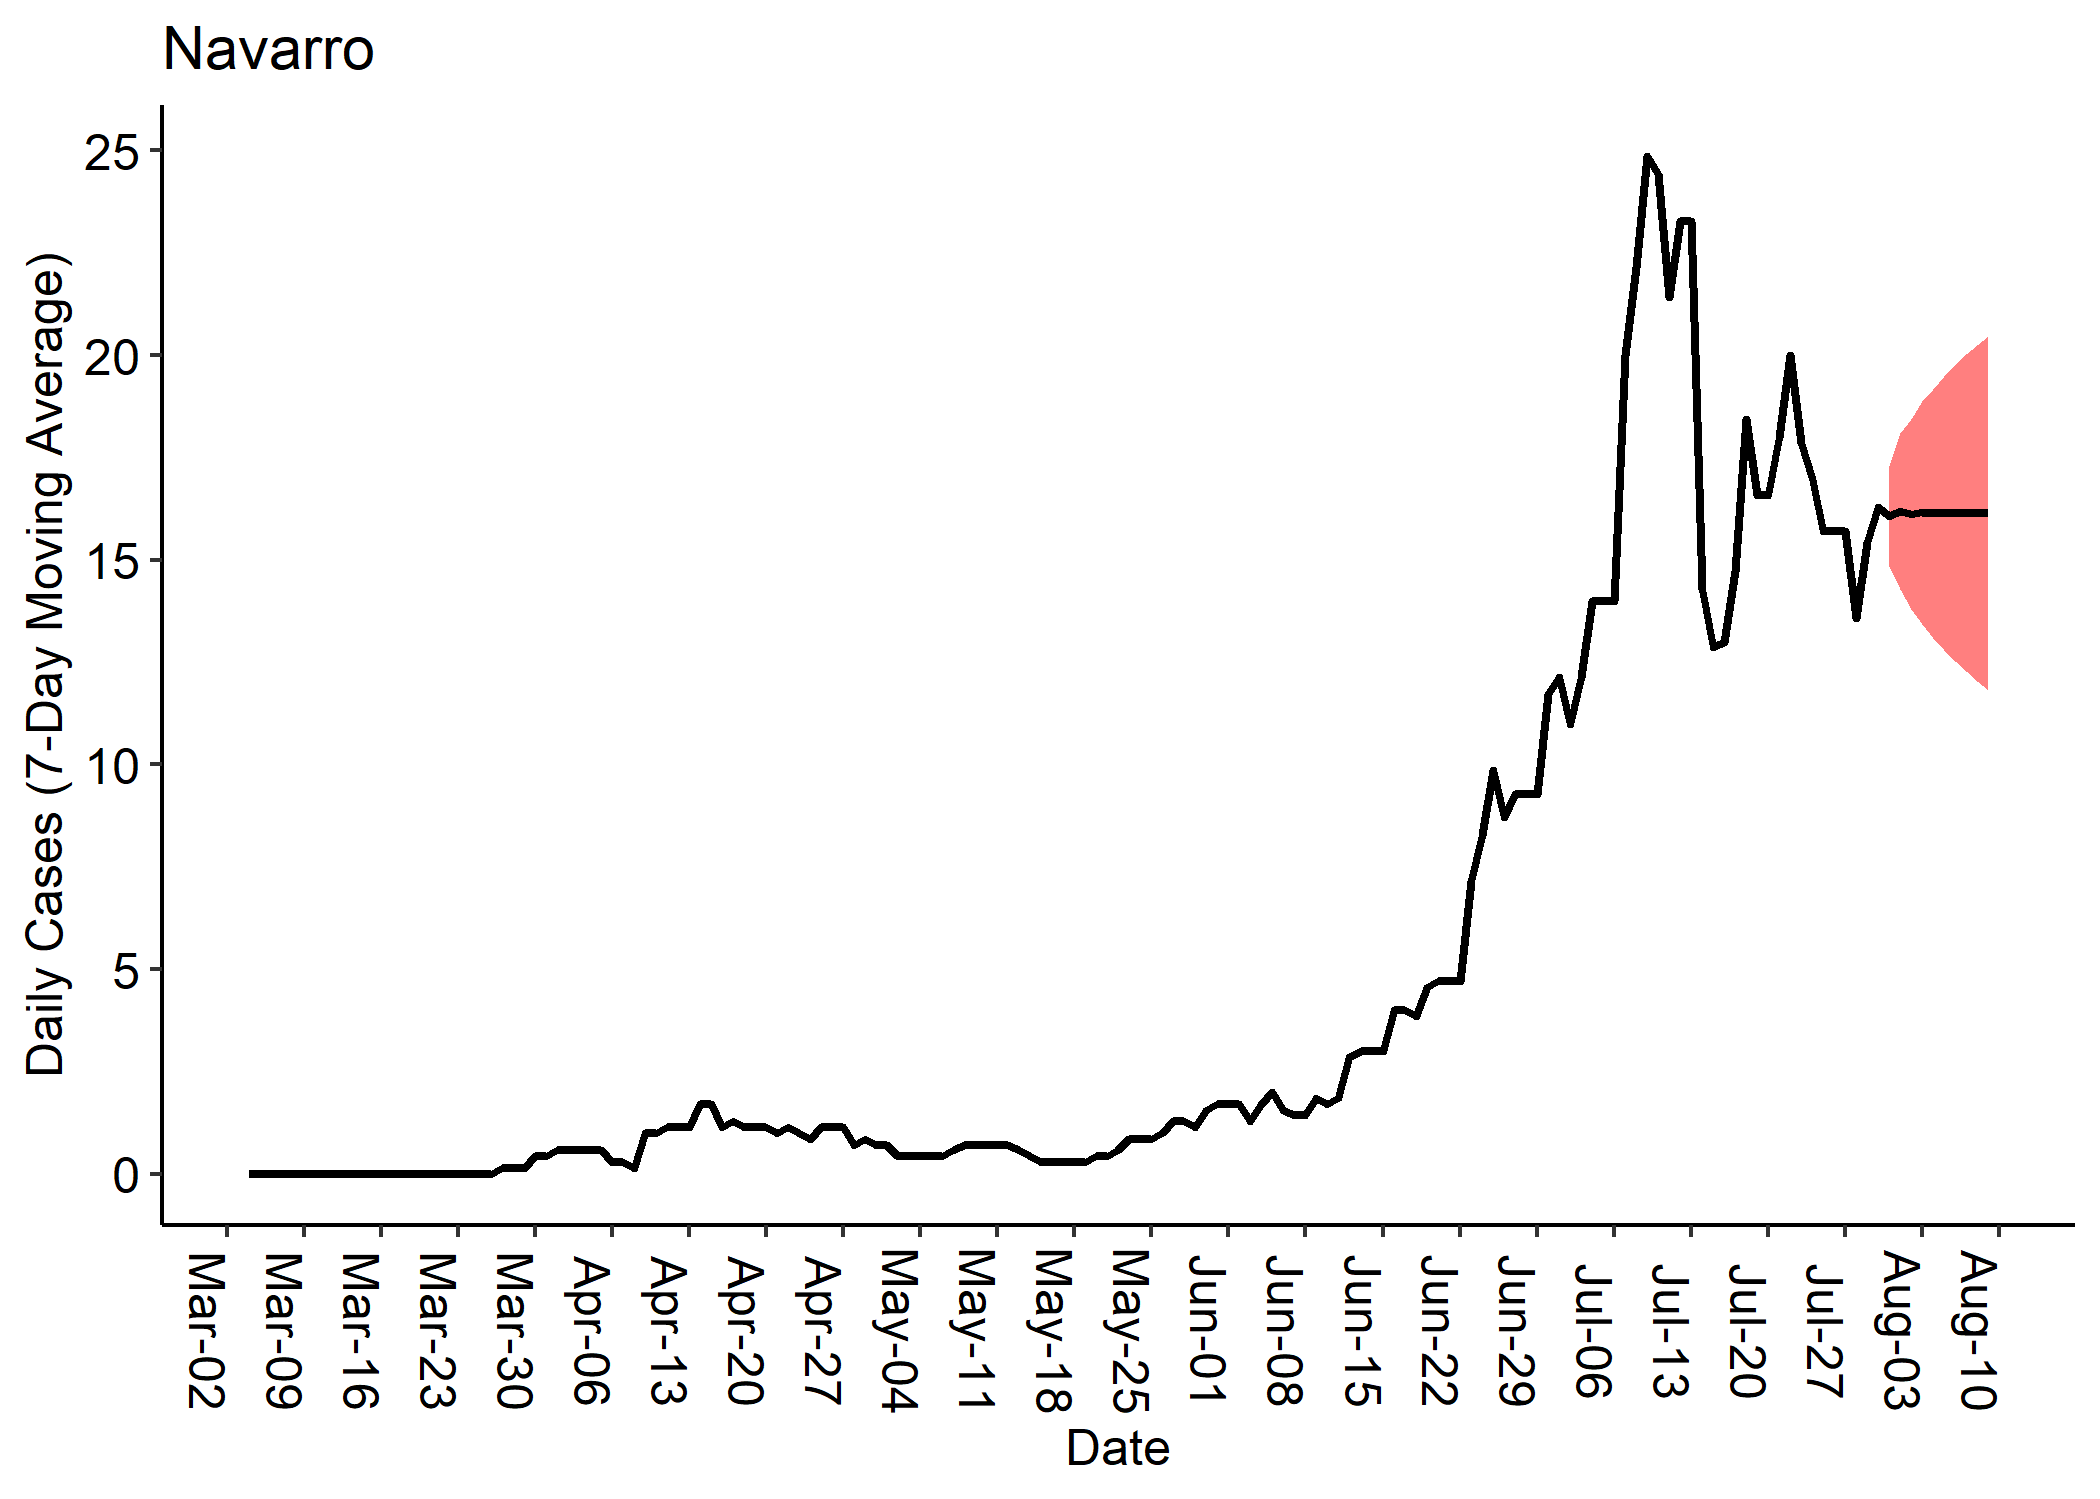 Navarro
Daily Cases (7-Day Moving Average)
25
20
15
10
5
0
Mar-02
Mar-09
Mar-16
Mar-23
Mar-30
Apr-06
Apr-13
Apr-20
Apr-27
May-04
May-11
May-18
May-25
Jun-01
Jun-08
Jun-15
Jun-22
Jun-29
Jul-06
Jul-13
Jul-20
Jul-27
Aug-03
Aug-10
Date